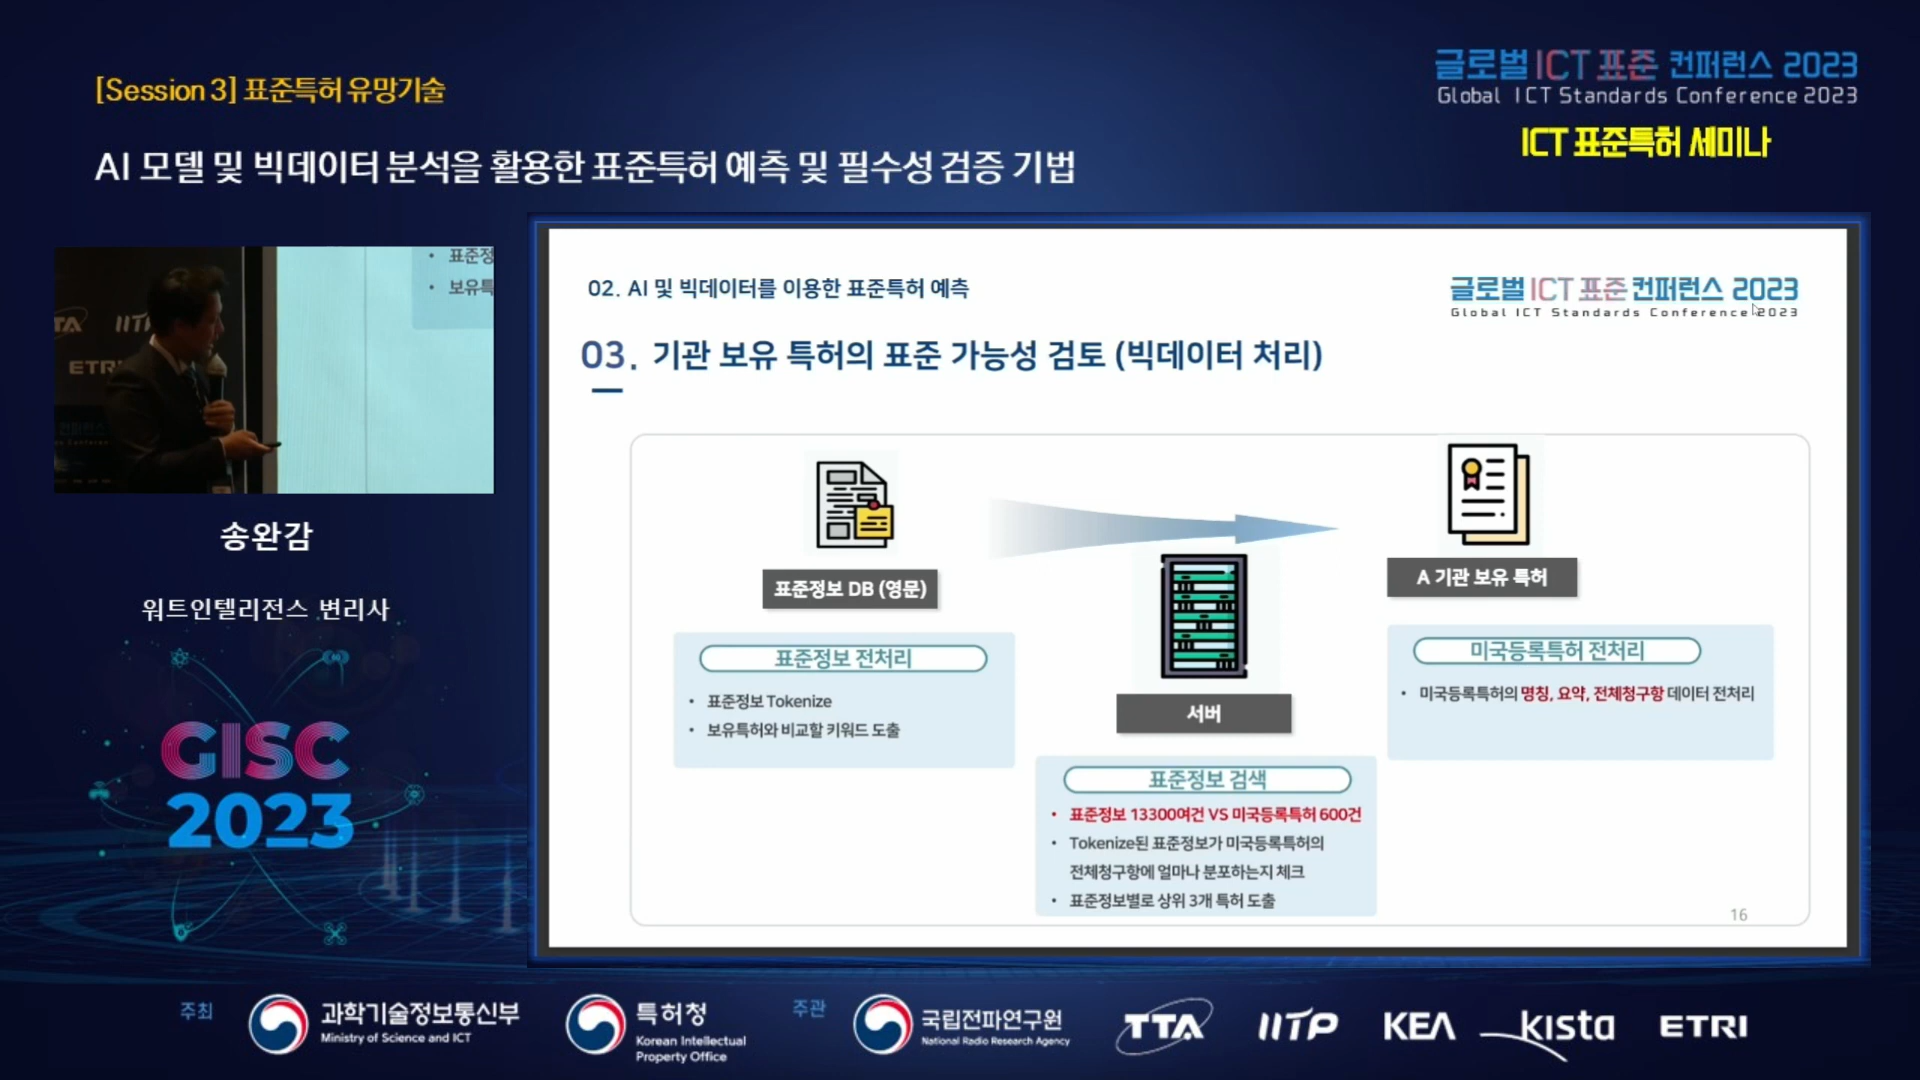 [Session 3] 표준특허 유망기술
AI 모델 및 빅데이터 분석을 활용한 표준특허 예측 및 필수성 검증 기법
글로벌 ICT 표준 컨퍼런스 2023
Global ICT Standards Conference 2023
ICT 표준특허 세미나
표준정
보유특
TA
IIT
ETRI
송완감
워트인텔리전스 변리사
GISC
2023
02. AI 및 빅데이터를 이용한 표준특허 예측
글로벌 ICT 표준 컨퍼런스 2023
Global ICT Standards Conference 2023
03. 기관 보유 특허의 표준 가능성 검토 (빅데이터 처리)
표준정보 DB (영문)
표준정보 전처리
• 표준정보 Tokenize
• 보유특허와 비교할 키워드 도출
서버
표준정보 검색
• 표준정보 13300여건 VS 미국등록특허 600건
• Tokenize된 표준정보가 미국등록특허의
전체청구항에 얼마나 분포하는지 체크
• 표준정보별로 상위 3개 특허 도출
A 기관 보유 특허
미국등록특허 전처리
• 미국등록특허의 명칭, 요약, 전체청구항 데이터 전처리
16
주최
과학기술정보통신부
Ministry of Science and ICT
특허청
Korean Intellectual
Property Office
주관
국립전파연구원
National Radio Research Agency
TTA
IITP
KEA
kista
ETRI